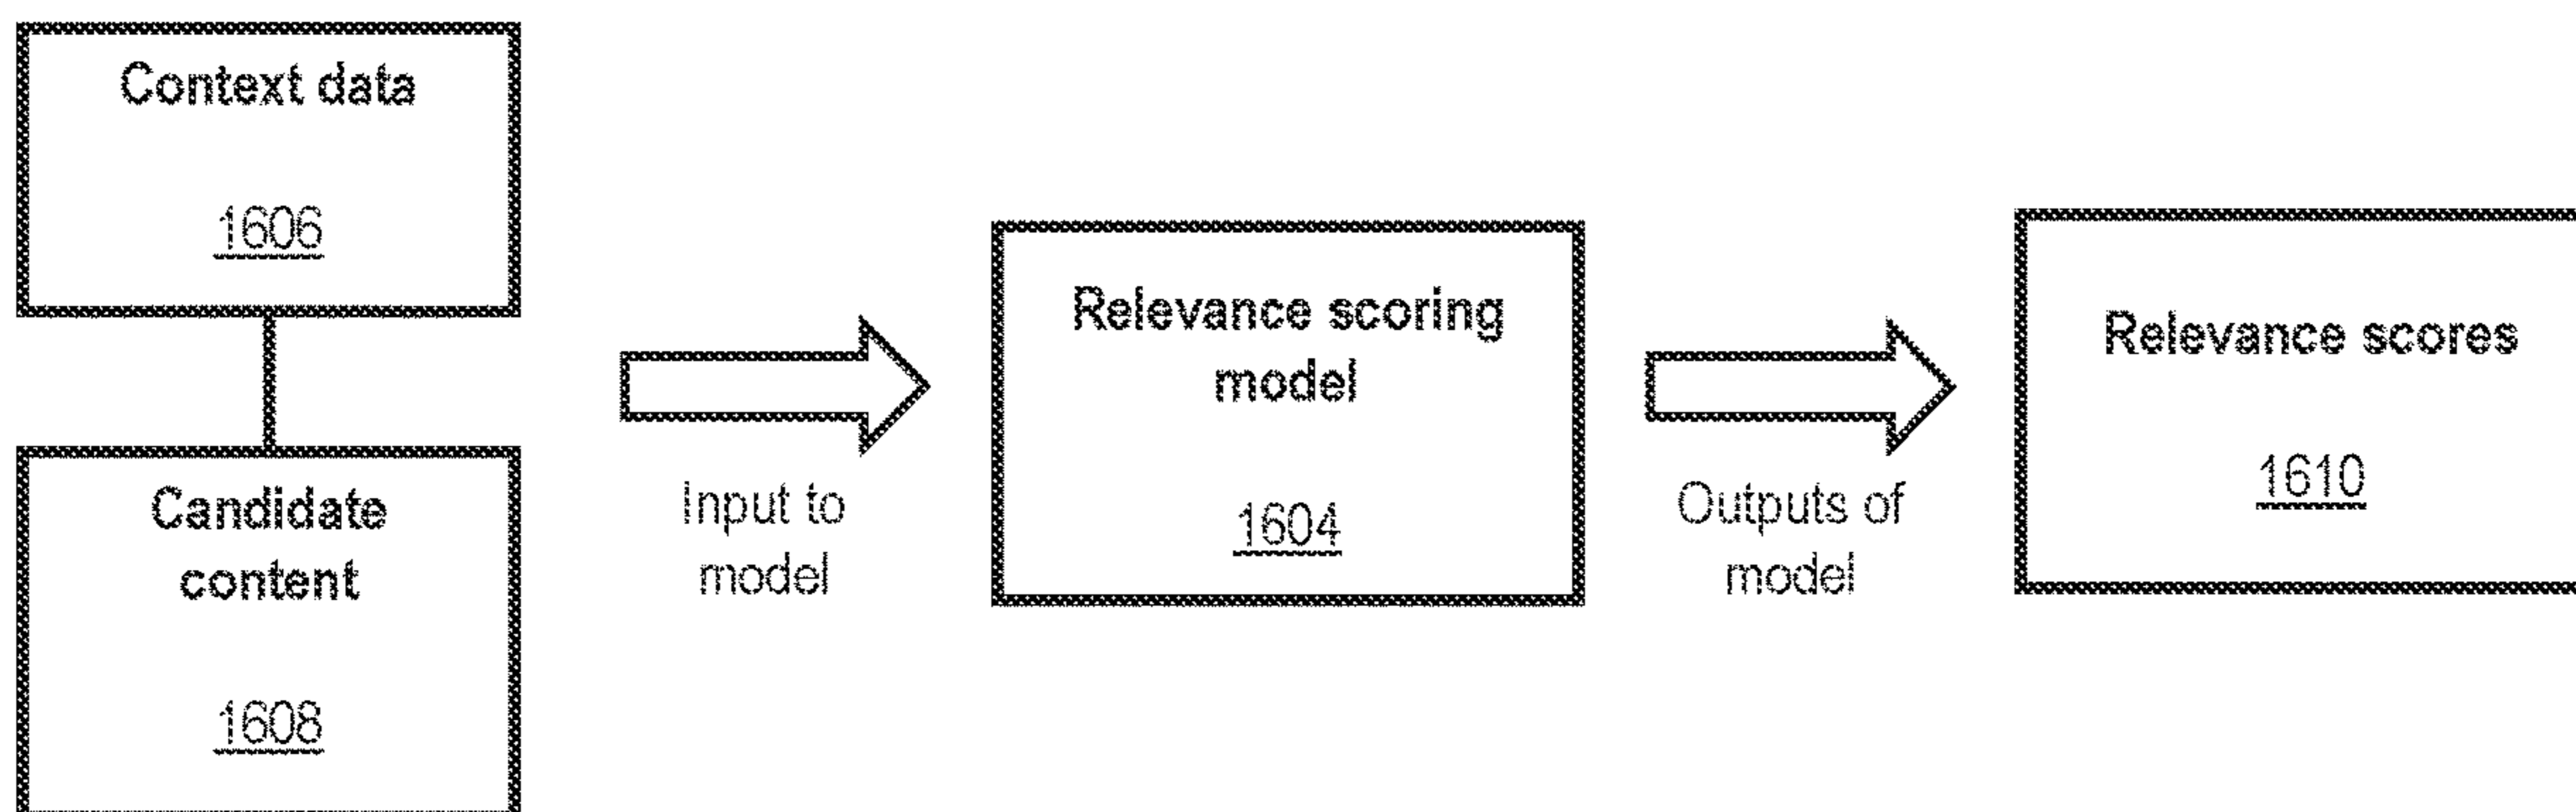 Context data
1606
Candidate
content
1608
Input to
model
Relevance scoring
model
1604
Outputs of
model
Relevance scores
1610